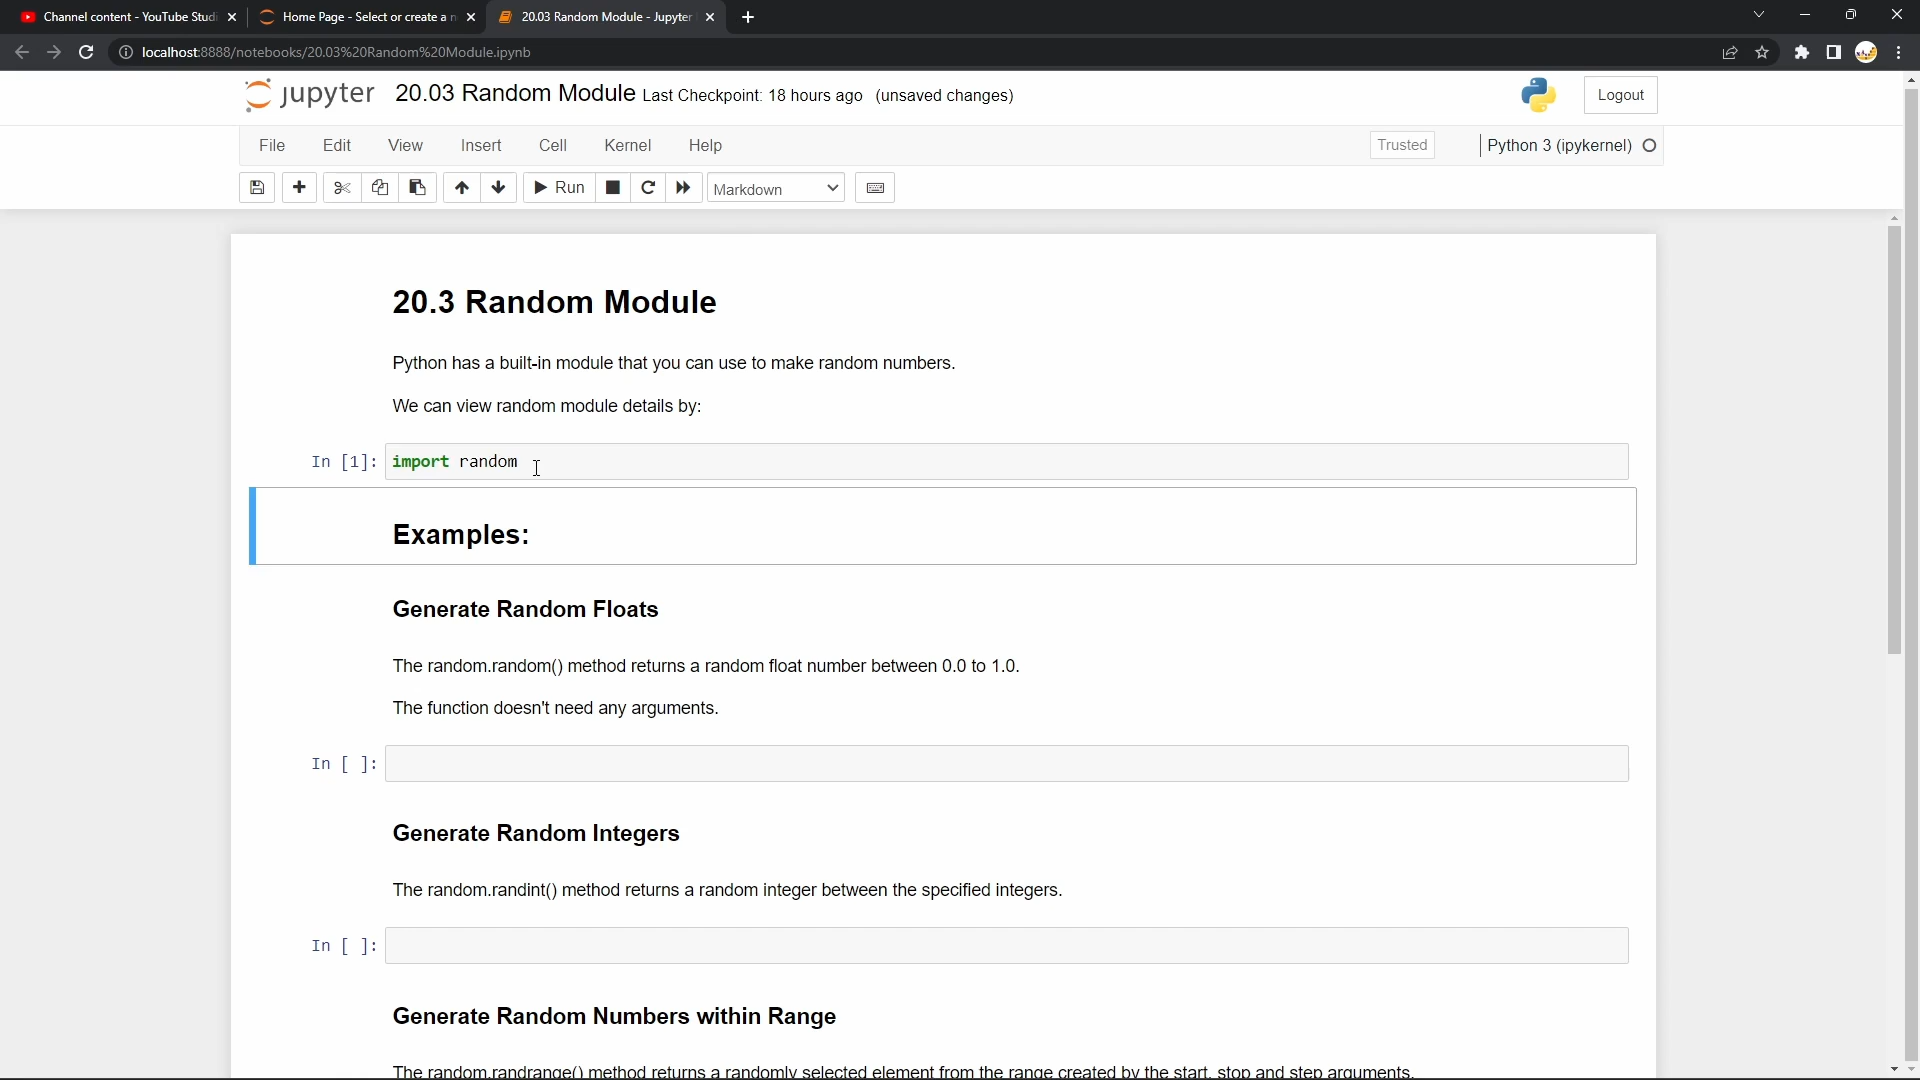 Channel content - YouTube Studi
Home Page - Select or create a n
20.03 Random Module - Jupyter
localhost:8888/notebooks/20.03%20Random%20Module.ipynb
jupyter 20.03 Random Module Last Checkpoint: 18 hours ago (unsaved changes)
Logout
File Edit View Insert Cell Kernel Help
Trusted
Python 3 (ipykernel)
Run
Markdown
20.3 Random Module
Python has a built-in module that you can use to make random numbers.
We can view random module details by:
In [1]: import random
Examples:
Generate Random Floats
The random.random() method returns a random float number between 0.0 to 1.0.
The function doesn't need any arguments.
In [ ]:
Generate Random Integers
The random.randint() method returns a random integer between the specified integers.
In [ ]:
Generate Random Numbers within Range
The random.randrange() method returns a randomly selected element from the range created by the start, stop and step arguments.